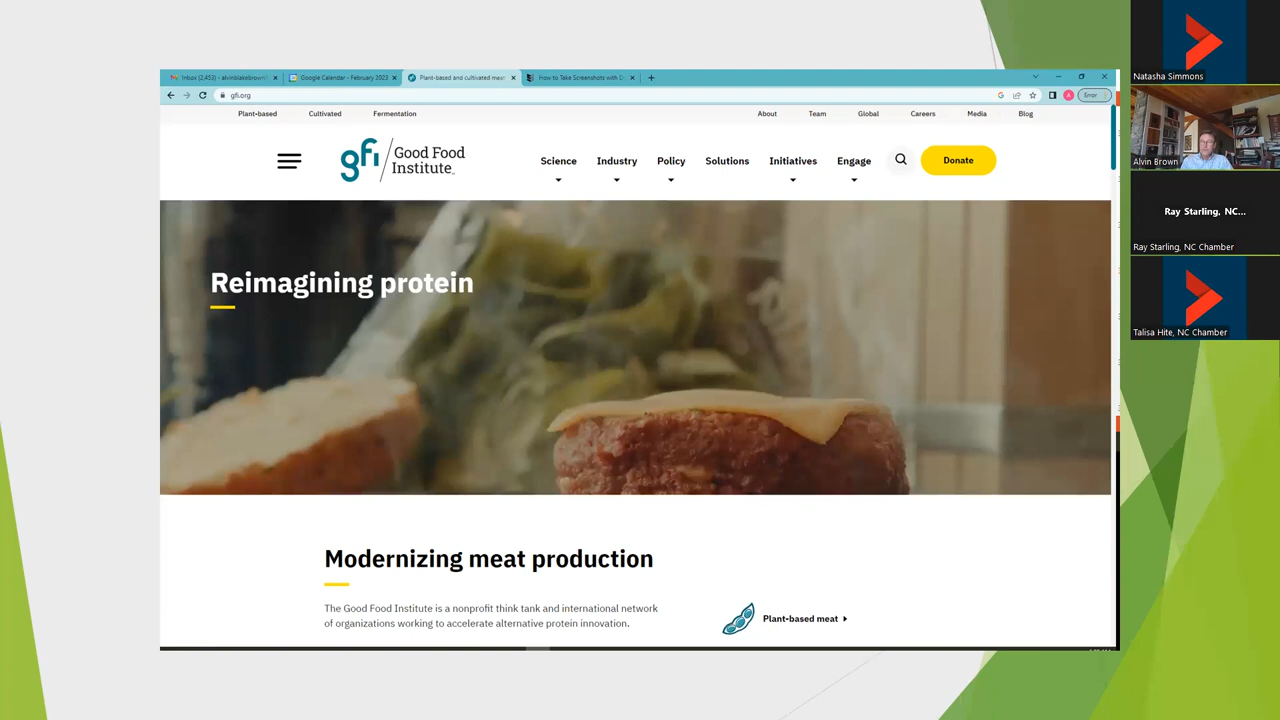 Inbox (2,453) - alvinblakebrown
Google Calendar - February 2023
Plant-based and cultivated meat
How to Take Screenshots with D
gfi.org
Error
Plant-based
Cultivated
Fermentation
About
Team
Global
Careers
Media
Blog
gfi
Good Food
Institute
Science
Industry
Policy
Solutions
Initiatives
Engage
Donate
Reimagining protein
Modernizing meat production
The Good Food Institute is a nonprofit think tank and international network
of organizations working to accelerate alternative protein innovation.
Plant-based meat
Natasha Simmons
Alvin Brown
Ray Starling, NC...
Ray Starling, NC Chamber
Talisa Hite, NC Chamber